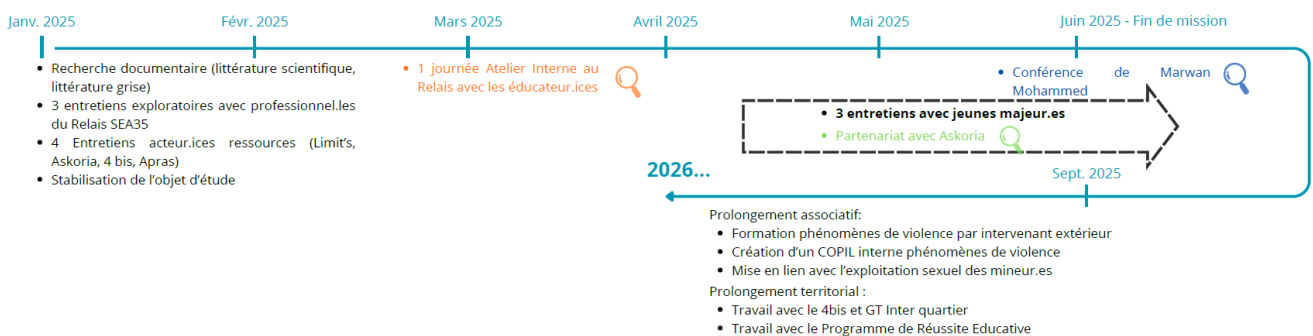 Janv. 2025
Févr. 2025
Mars 2025
Avril 2025
Mai 2025
Juin 2025 - Fin de mission
• Recherche documentaire (littérature scientifique,
littérature grise)
• 3 entretiens exploratoires avec professionnel.les
du Relais SEA35
• 4 Entretiens acteur.ices ressources (Limit's,
Askoria, 4 bis, Apras)
• Stabilisation de l'objet d'étude
• 1 journée Atelier Interne au
Relais avec les éducateur.ices
• Conférence de Marwan
Mohammed
• 3 entretiens avec jeunes majeur.es
• Partenariat avec Askoria
2026...
Sept. 2025
Prolongement associatif:
• Formation phénomènes de violence par intervenant extérieur
• Création d'un COPIL interne phénomènes de violence
• Mise en lien avec l'exploitation sexuel des mineur.es
Prolongement territorial :
• Travail avec le 4bis et GT Inter quartier
• Travail avec le Programme de Réussite Educative